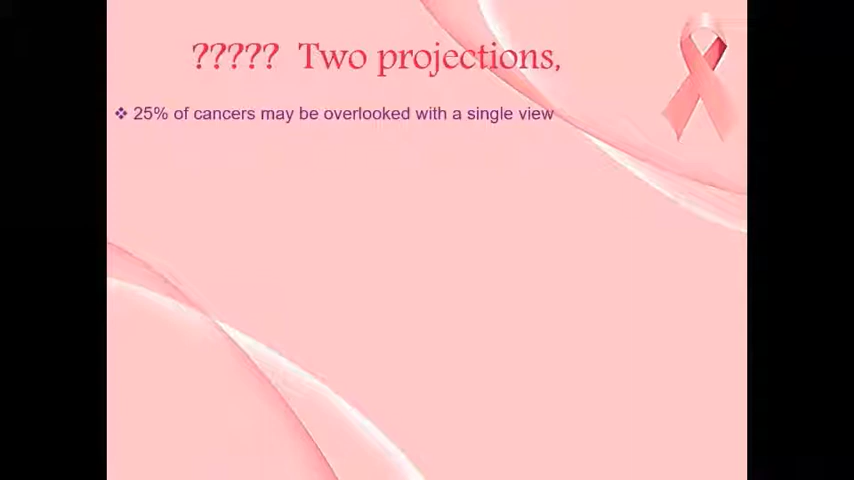 ????? Two projections,
❖ 25% of cancers may be overlooked with a single view